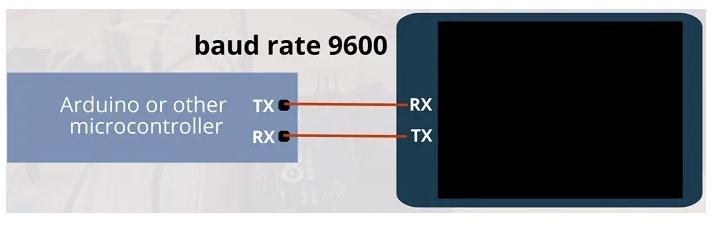 baud rate 9600
Arduino or other
microcontroller
TX
RX
RX
TX